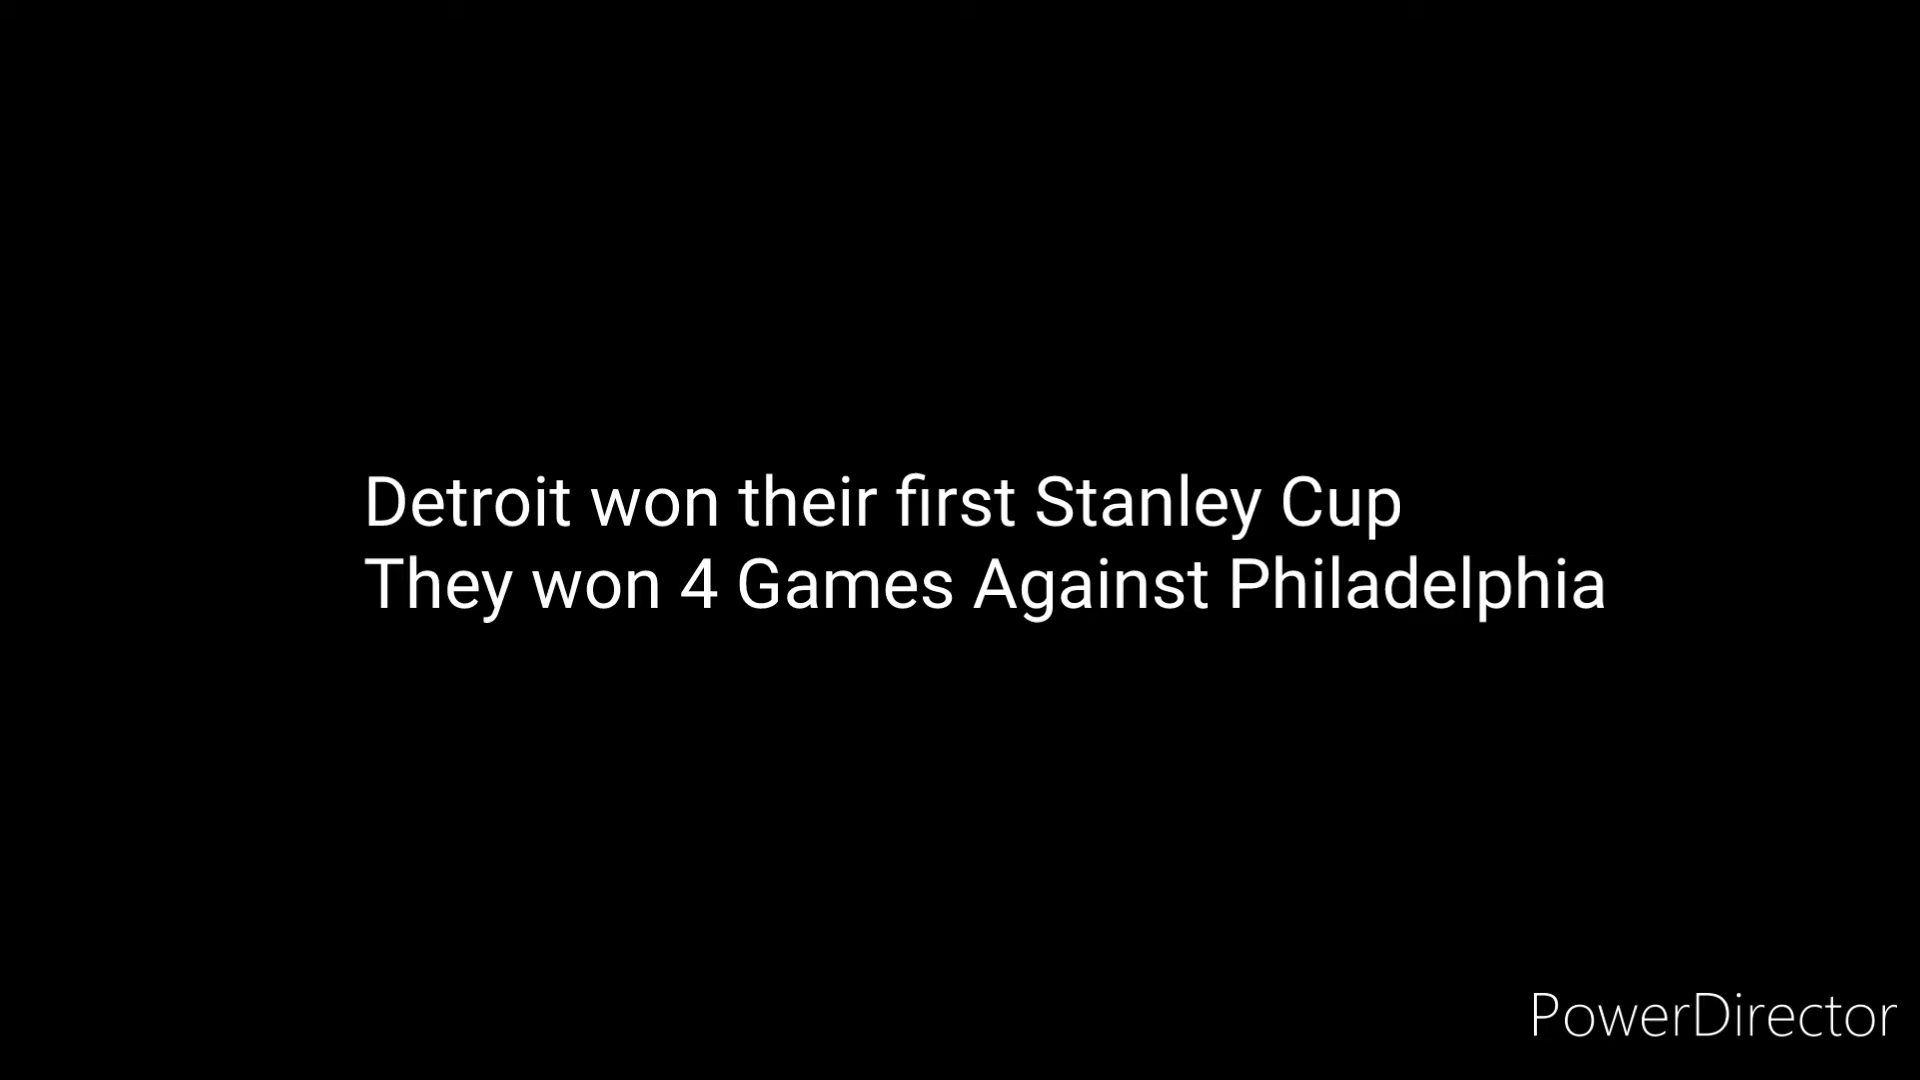 Detroit won their first Stanley Cup
They won 4 Games Against Philadelphia
PowerDirector